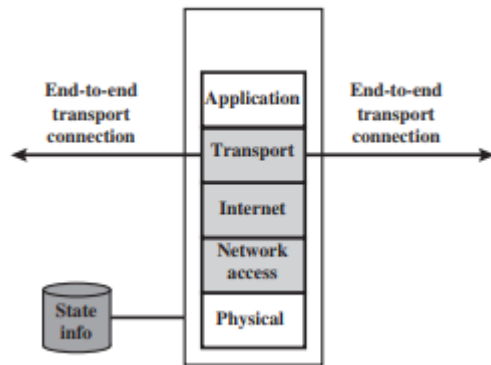 End-to-end
transport
connection
Application
End-to-end
transport
connection
Transport
Internet
Network
access
State
info
Physical